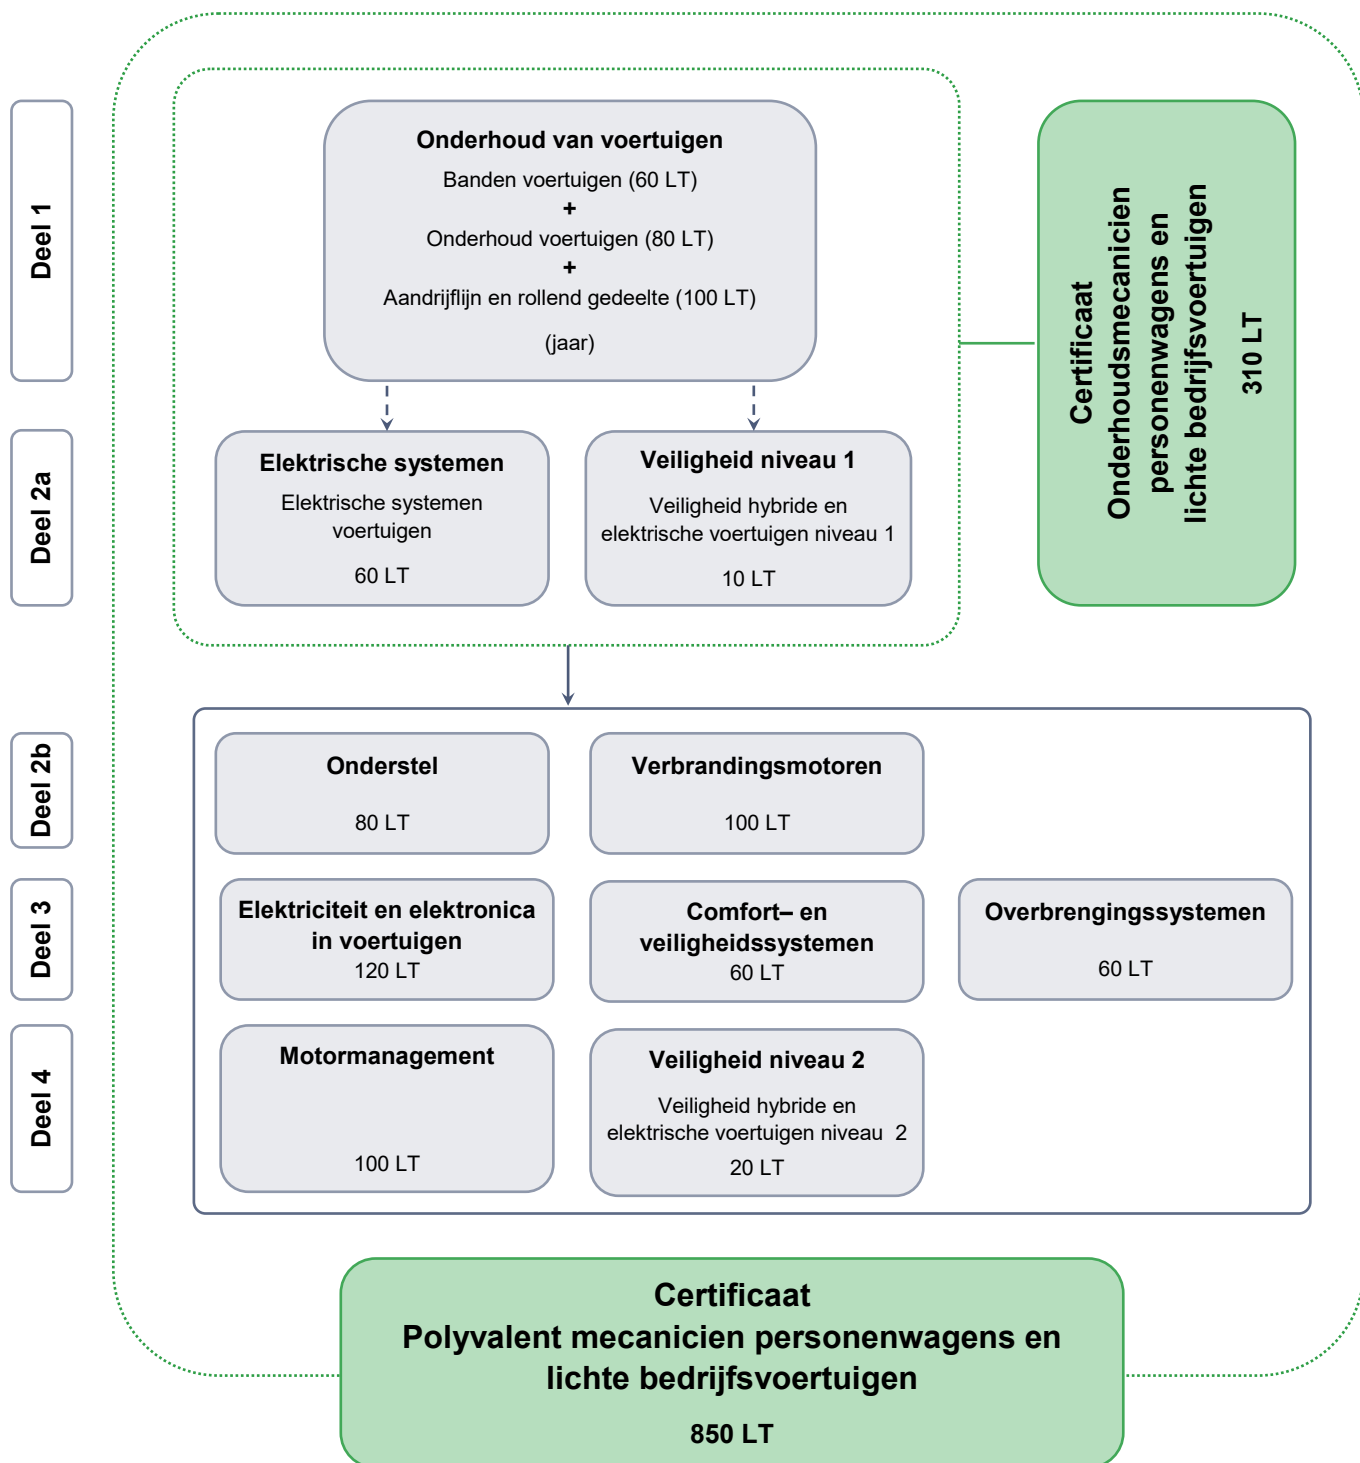 Deel 1
Onderhoud van voertuigen
Banden voertuigen (60 LT)
+
Onderhoud voertuigen (80 LT)
+
Aandrijflijn en rollend gedeelte (100 LT)
(jaar)
Certificaat
Onderhoudsmecanicien
personenwagens en
lichte bedrijfsvoertuigen
310 LT
Deel 2a
Elektrische systemen
Elektrische systemen
voertuigen
60 LT
Veiligheid niveau 1
Veiligheid hybride en
elektrische voertuigen niveau 1
10 LT
Deel 2b
Onderstel
80 LT
Verbrandingsmotoren
100 LT
Deel 3
Elektriciteit en elektronica
in voertuigen
120 LT
Comfort– en
veiligheidssystemen
60 LT
Overbrengingssystemen
60 LT
Deel 4
Motormanagement
100 LT
Veiligheid niveau 2
Veiligheid hybride en
elektrische voertuigen niveau  2
20 LT
Certificaat
Polyvalent mecanicien personenwagens en
lichte bedrijfsvoertuigen
850 LT